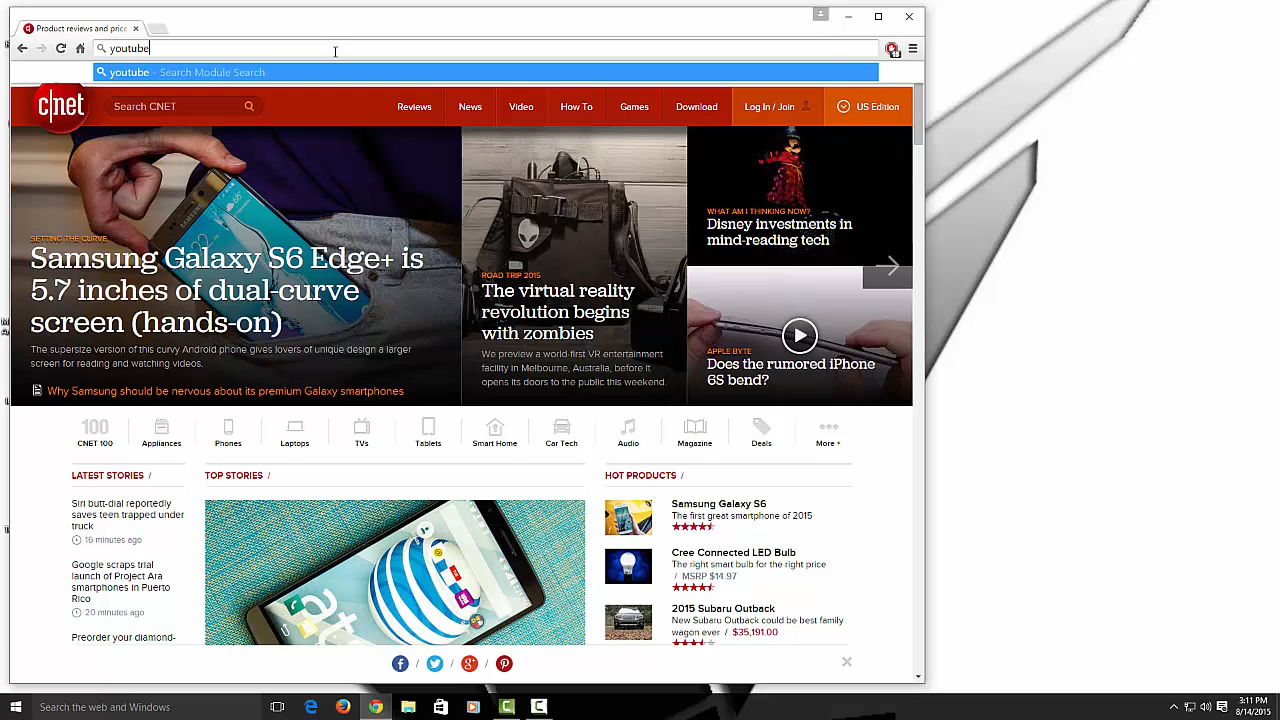 Product reviews and price
youtube
youtube - Search Module Search
c|net
Search CNET
Reviews
News
Video
How To
Games
Download
Log In / Join
US Edition
SETTING THE CURVE
Samsung Galaxy S6 Edge+ is
5.7 inches of dual-curve
screen (hands-on)
The supersize version of this curvy Android phone gives lovers of unique design a larger
screen for reading and watching videos.
Why Samsung should be nervous about its premium Galaxy smartphones
ROAD TRIP 2015
The virtual reality
revolution begins
with zombies
We preview a world-first VR entertainment
facility in Melbourne, Australia, before it
opens its doors to the public this weekend.
WHAT AM I THINKING NOW?
Disney investments in
mind-reading tech
APPLE BYTE
Does the rumored iPhone
6S bend?
100
CNET 100
Appliances
Phones
Laptops
TVs
Tablets
Smart Home
Car Tech
Audio
Magazine
Deals
More +
LATEST STORIES /
Siri butt-dial reportedly
saves teen trapped under
truck
16 minutes ago
Google scraps trial
launch of Project Ara
smartphones in Puerto
Rico
20 minutes ago
Preorder your diamond-
TOP STORIES /
HOT PRODUCTS /
Samsung Galaxy S6
The first great smartphone of 2015
Cree Connected LED Bulb
The right smart bulb for the right price
/ MSRP $14.97
2015 Subaru Outback
New Subaru Outback could be best family
wagon ever / $35,191.00
Search the web and Windows
3:11 PM
8/14/2015